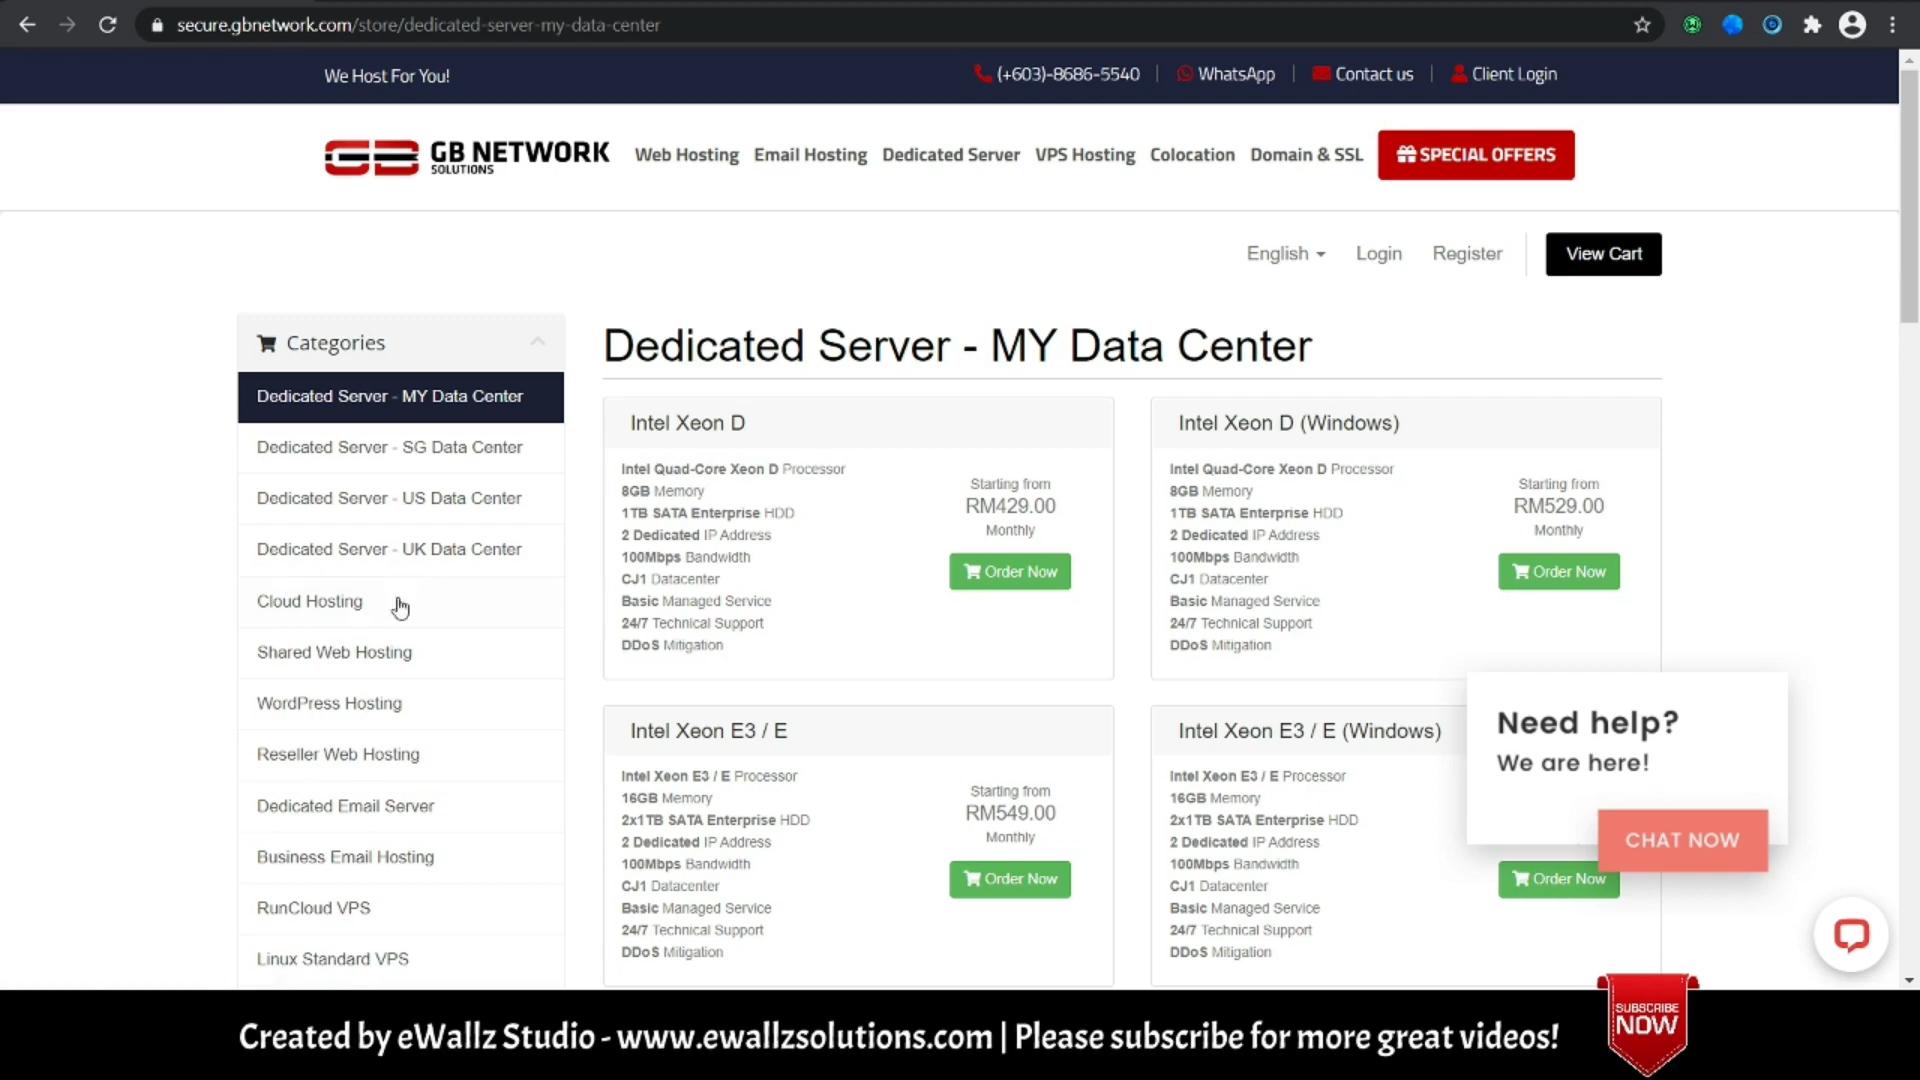 secure.gbnetwork.com/store/dedicated-server-my-data-center
We Host For You!
(+603)-8686-5540
WhatsApp
Contact us
Client Login
GB NETWORK
SOLUTIONS
Web Hosting
Email Hosting
Dedicated Server
VPS Hosting
Colocation
Domain & SSL
SPECIAL OFFERS
English
Login
Register
View Cart
Categories
Dedicated Server - MY Data Center
Dedicated Server - SG Data Center
Dedicated Server - US Data Center
Dedicated Server - UK Data Center
Cloud Hosting
Shared Web Hosting
WordPress Hosting
Reseller Web Hosting
Dedicated Email Server
Business Email Hosting
RunCloud VPS
Linux Standard VPS
Dedicated Server - MY Data Center
Intel Xeon D
Intel Quad-Core Xeon D Processor
8GB Memory
1TB SATA Enterprise HDD
2 Dedicated IP Address
100Mbps Bandwidth
CJ1 Datacenter
Basic Managed Service
24/7 Technical Support
DDoS Mitigation
Starting from
RM429.00
Monthly
Order Now
Intel Xeon D (Windows)
Intel Quad-Core Xeon D Processor
8GB Memory
1TB SATA Enterprise HDD
2 Dedicated IP Address
100Mbps Bandwidth
CJ1 Datacenter
Basic Managed Service
24/7 Technical Support
DDoS Mitigation
Starting from
RM529.00
Monthly
Order Now
Intel Xeon E3 / E
Intel Xeon E3 / E Processor
16GB Memory
2x1TB SATA Enterprise HDD
2 Dedicated IP Address
100Mbps Bandwidth
CJ1 Datacenter
Basic Managed Service
24/7 Technical Support
DDoS Mitigation
Starting from
RM549.00
Monthly
Order Now
Intel Xeon E3 / E (Windows)
Intel Xeon E3 / E Processor
16GB Memory
2x1TB SATA Enterprise HDD
2 Dedicated IP Address
100Mbps Bandwidth
CJ1 Datacenter
Basic Managed Service
24/7 Technical Support
DDoS Mitigation
Order Now
Need help?
We are here!
CHAT NOW
Created by eWallz Studio - www.ewallzsolutions.com | Please subscribe for more great videos!
SUBSCRIBE
NOW